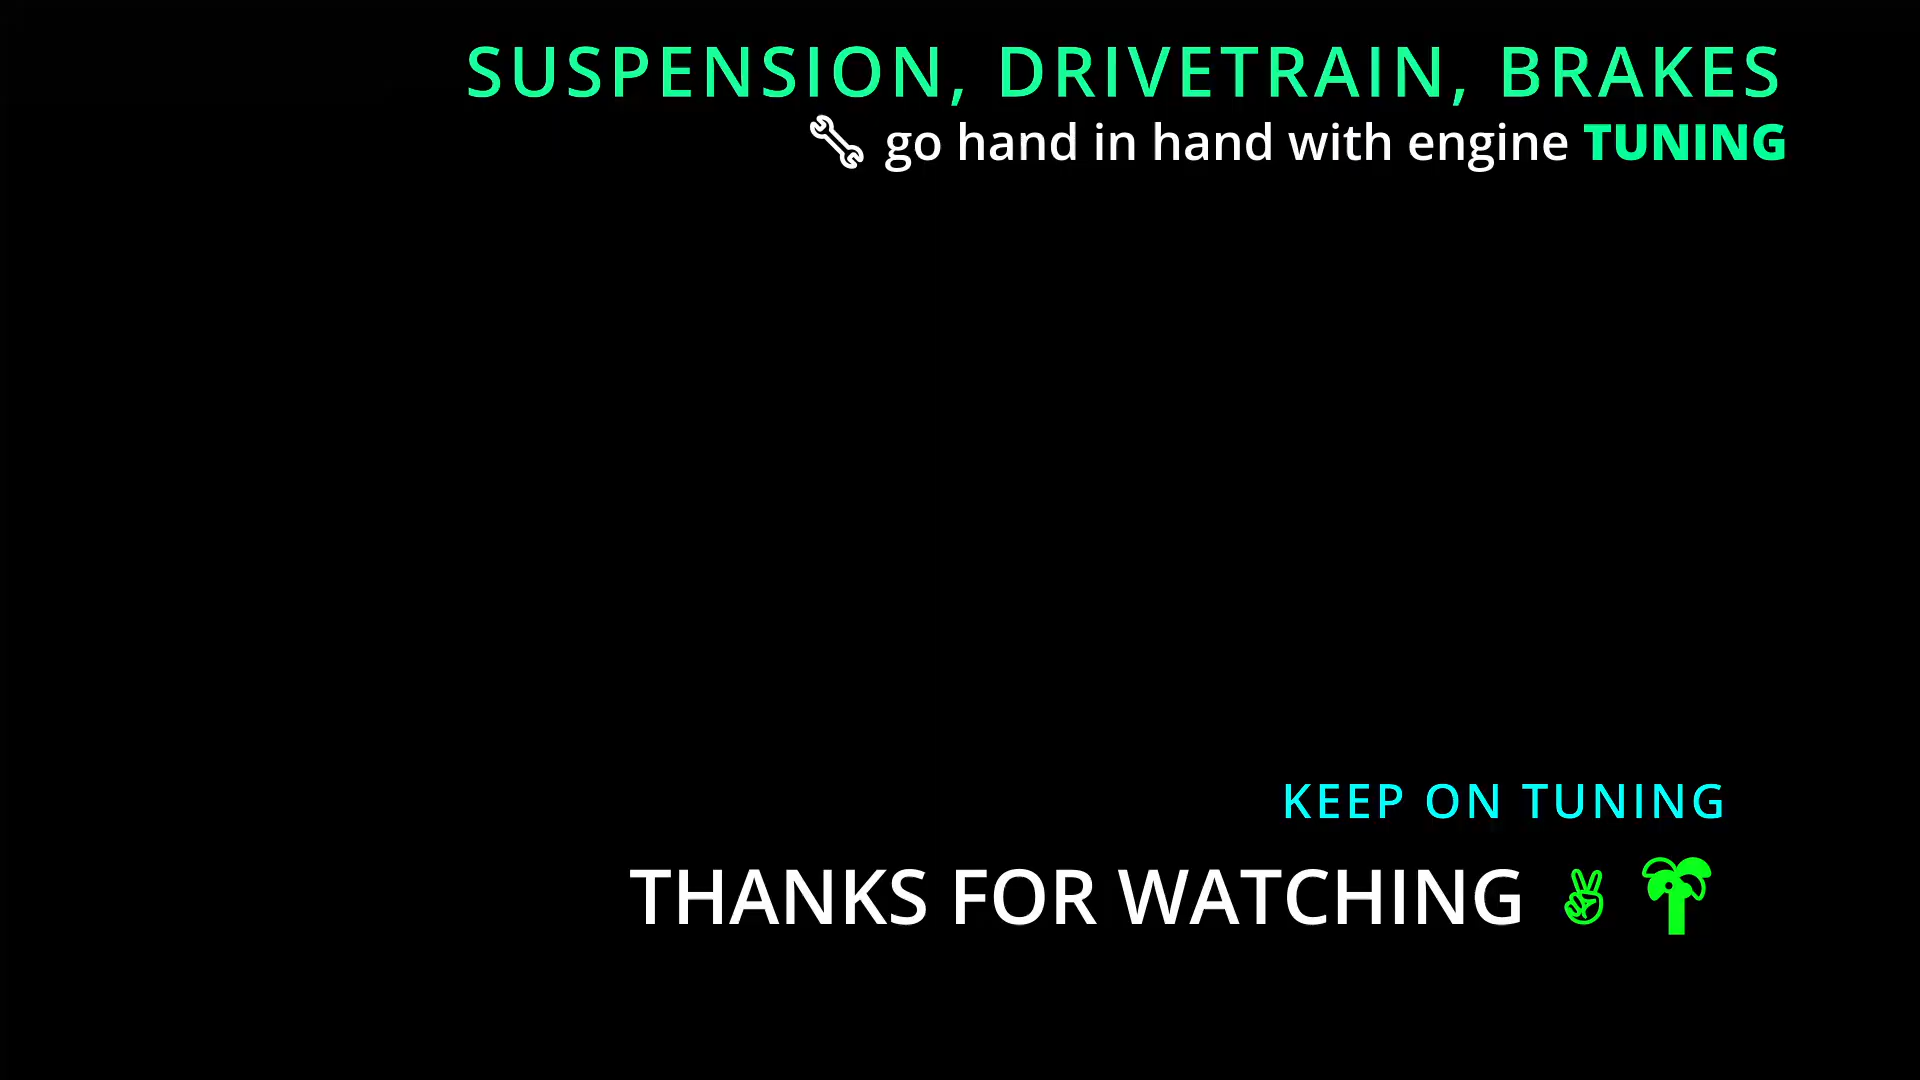 SUSPENSION, DRIVETRAIN, BRAKES
🔧 go hand in hand with engine TUNING
KEEP ON TUNING
THANKS FOR WATCHING ✌ 🌴